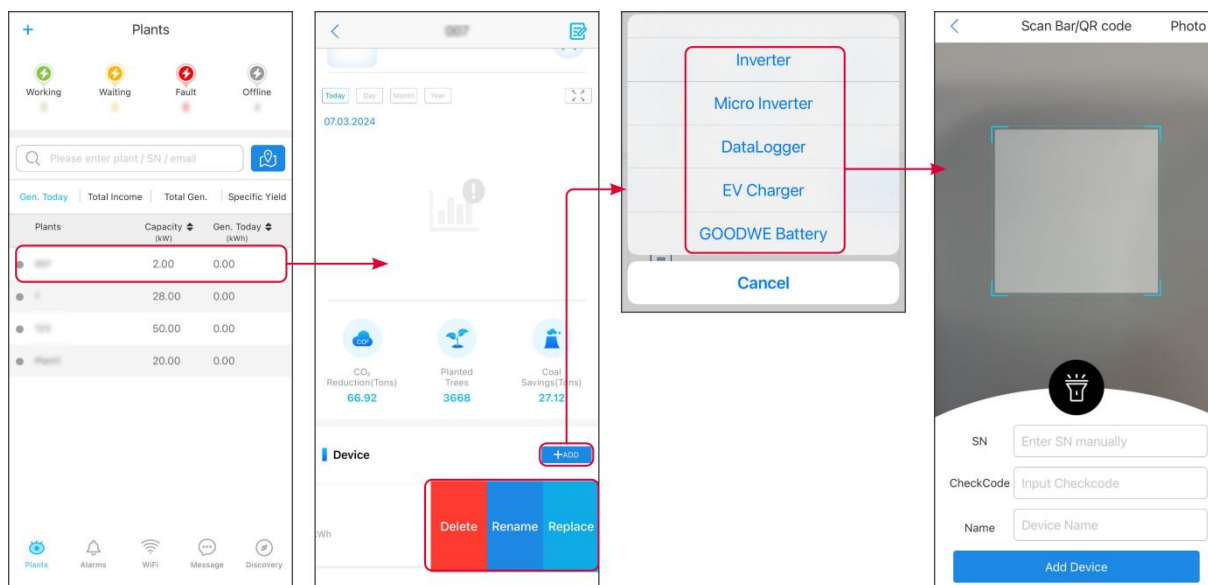 Plants
Working
Waiting
Fault
Offline
Please enter plant / SN / email
Gen. Today
Total Income
Total Gen.
Specific Yield
Plants
Capacity
(kW)
Gen. Today
(kWh)
2.00
0.00
28.00
0.00
50.00
0.00
20.00
0.00
Plants
Alarms
WiFi
Message
Discovery
Today
Day
Month
Year
07.03.2024
CO₂
Reduction(Tons)
66.92
Planted
Trees
3668
Coal
Savings(Tons)
27.12
Device
+ADD
Wh
Delete
Rename
Replace
Inverter
Micro Inverter
DataLogger
EV Charger
GOODWE Battery
Cancel
Scan Bar/QR code
Photo
SN
Enter SN manually
CheckCode
Input Checkcode
Name
Device Name
Add Device